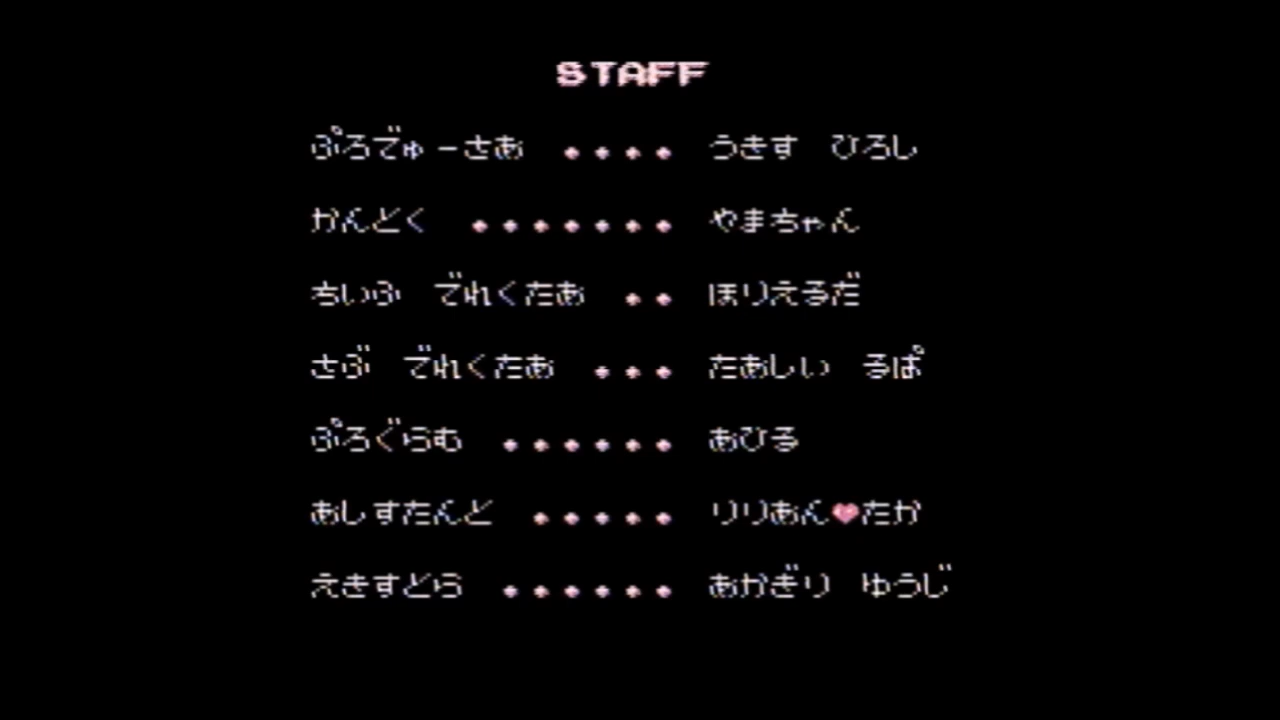 STAFF
ぷろでゅーさあ ・・・・ うきす ひろし
かんとく ・・・・・・・ やまちゃん
ちいふ でれくたあ ・・ ほりえるだ
さぶ でれくたあ ・・・ たあしい るぱ
ぷろぐらむ ・・・・・・ あひる
あしすたんと ・・・・・ りりあん♥たか
えきすとら ・・・・・・ あかぎり ゆうじ